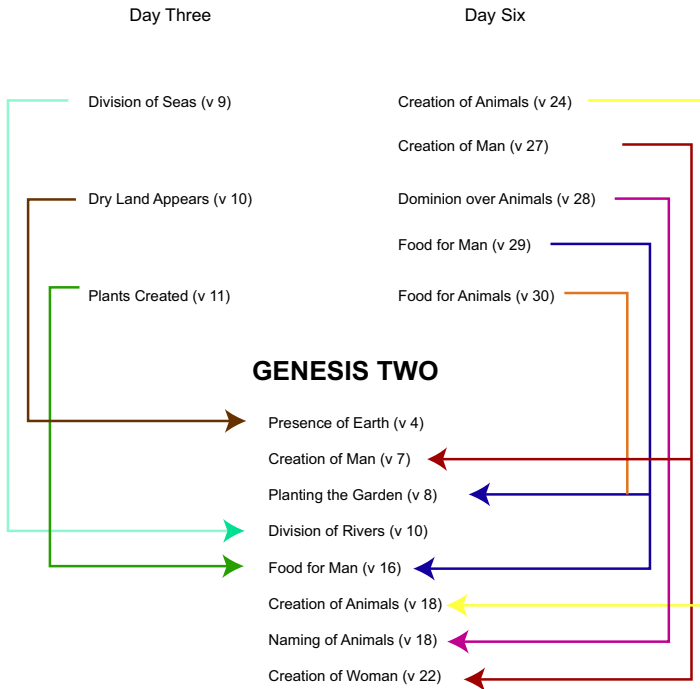 Day Three
Day Six
Division of Seas (v 9)
Creation of Animals (v 24)
Creation of Man (v 27)
Dry Land Appears (v 10)
Dominion over Animals (v 28)
Food for Man (v 29)
Plants Created (v 11)
Food for Animals (v 30)
GENESIS TWO
Presence of Earth (v 4)
Creation of Man (v 7)
Planting the Garden (v 8)
Division of Rivers (v 10)
Food for Man (v 16)
Creation of Animals (v 18)
Naming of Animals (v 18)
Creation of Woman (v 22)